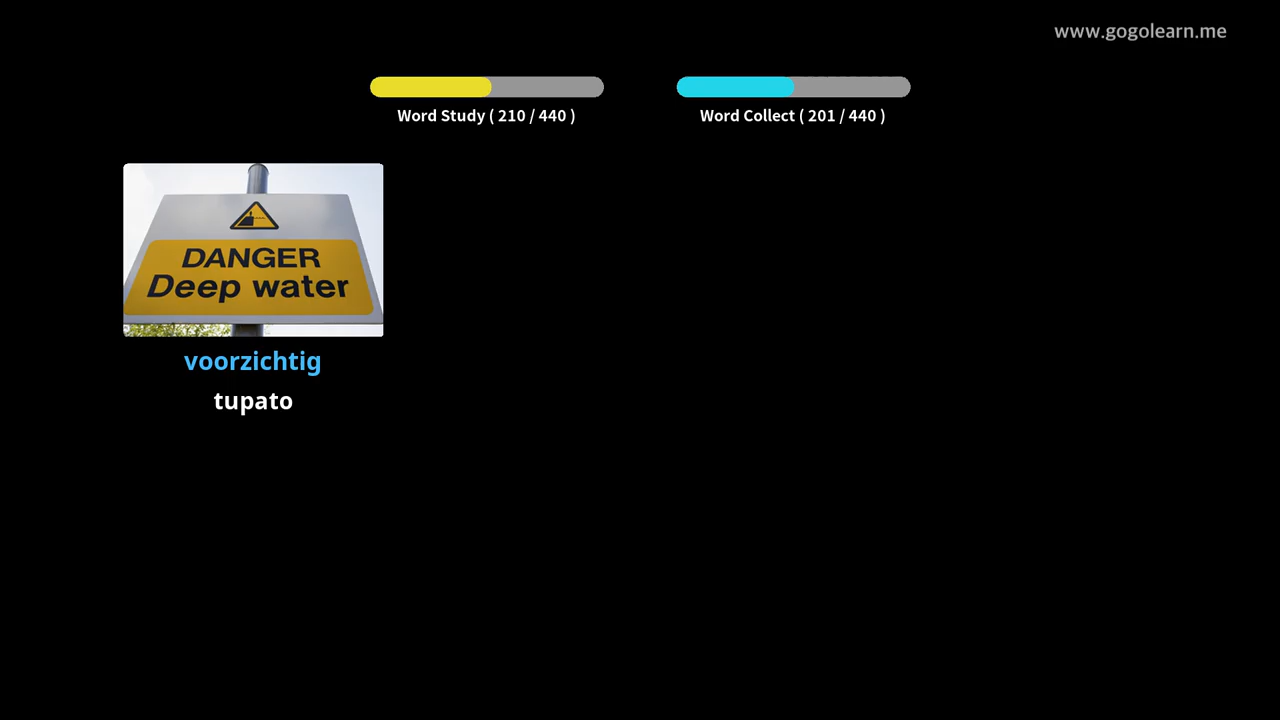 www.gogolearn.me
Word Study ( 210 / 440 )
Word Collect ( 201 / 440 )
DANGER
Deep water
voorzichtig
tupato